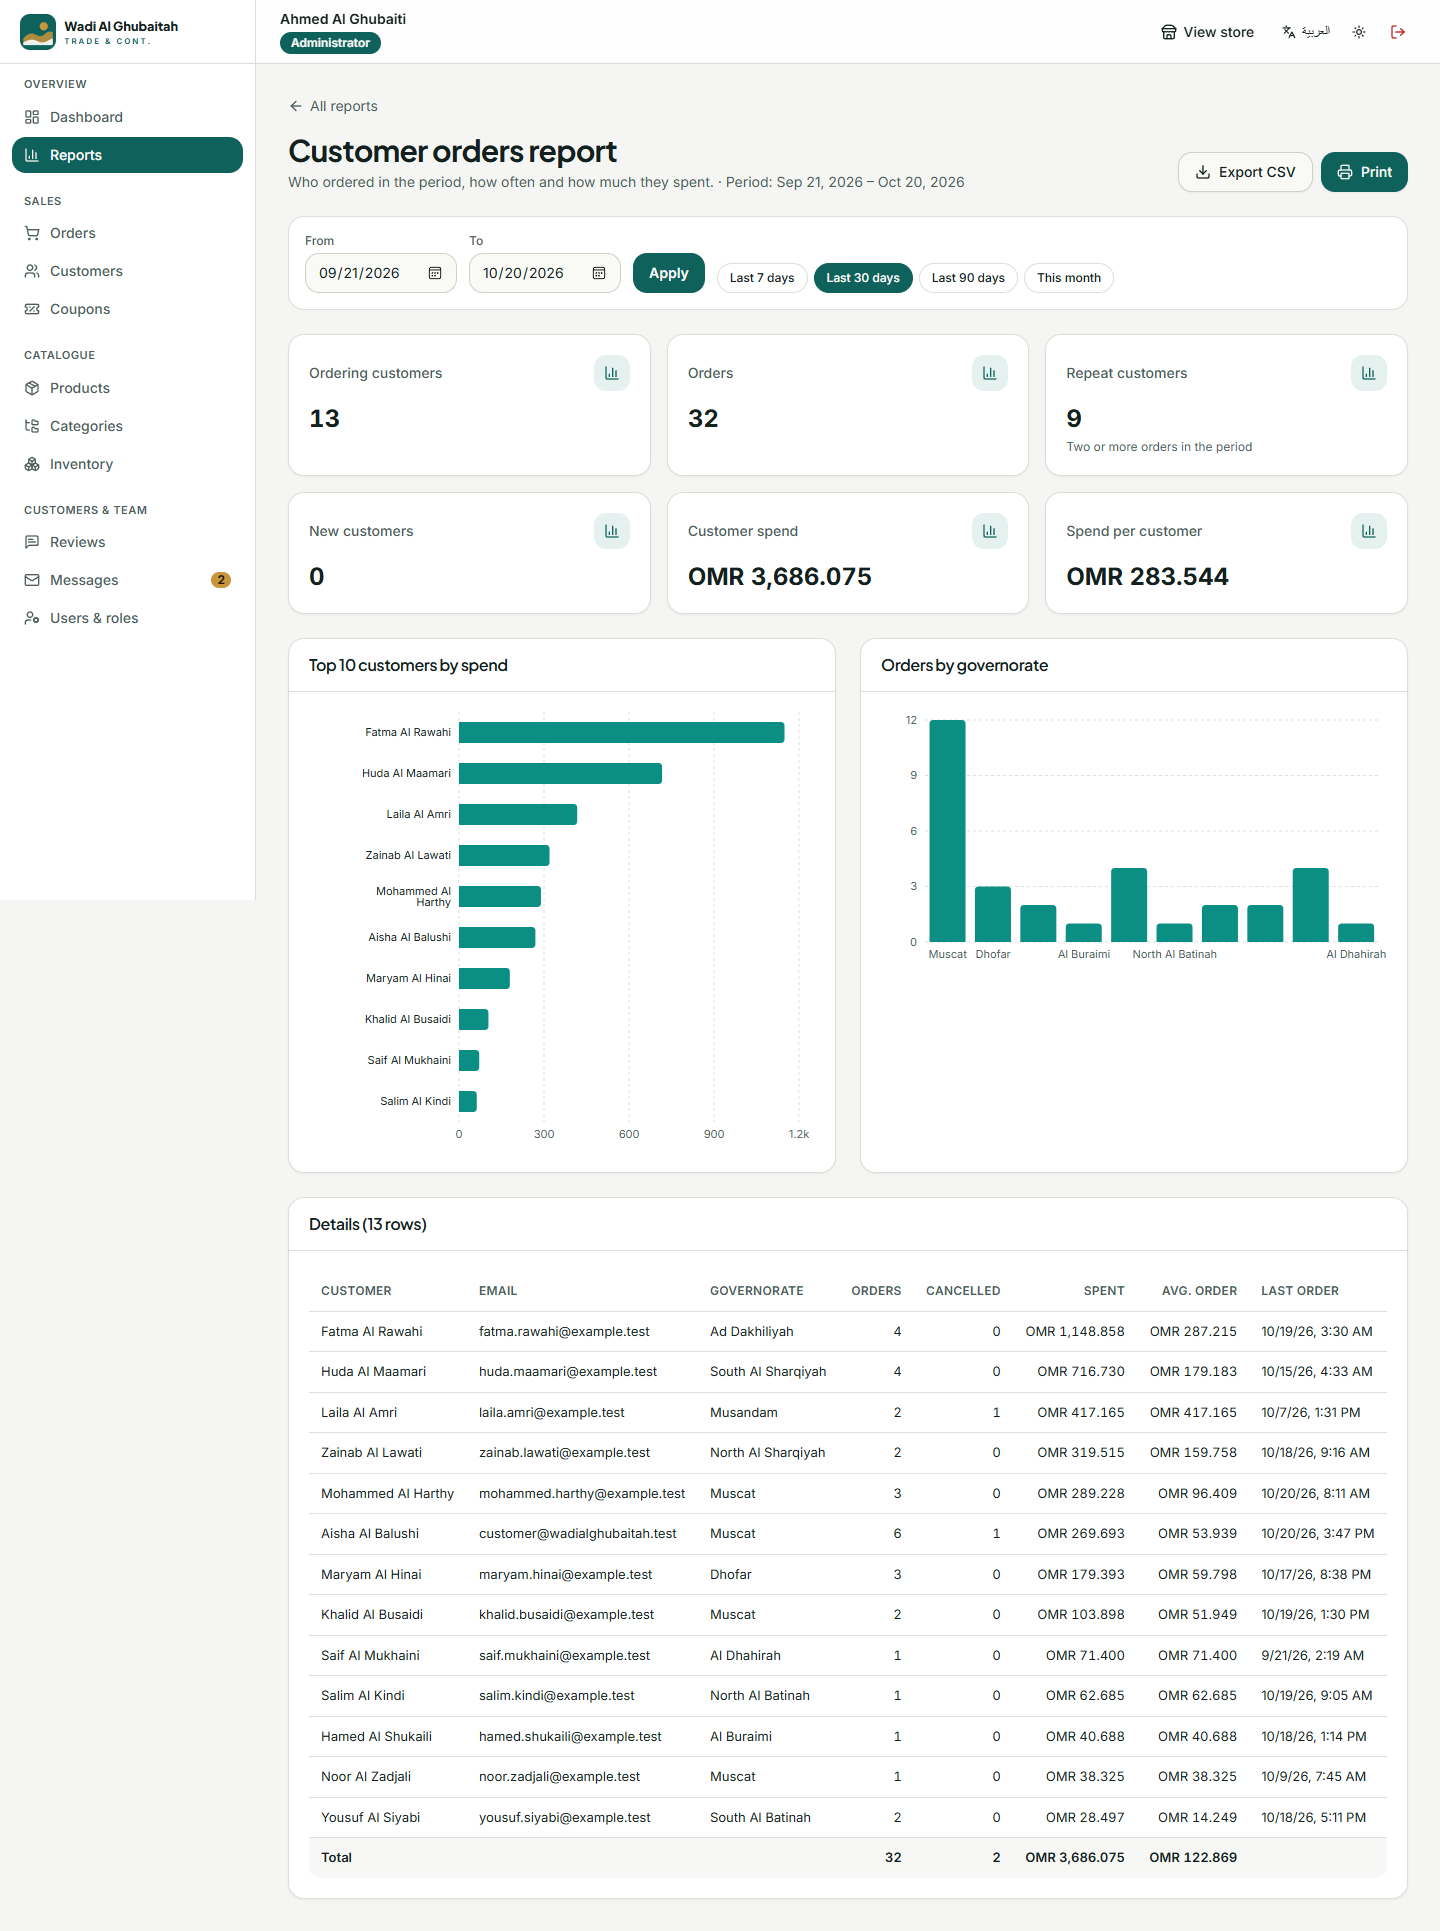 Wadi Al Ghubaitah
TRADE & CONT.
Ahmed Al Ghubaiti
Administrator
View store
العربية
OVERVIEW
Dashboard
Reports
SALES
Orders
Customers
Coupons
CATALOGUE
Products
Categories
Inventory
CUSTOMERS & TEAM
Reviews
Messages 2
Users & roles
All reports
Customer orders report
Who ordered in the period, how often and how much they spent. · Period: Sep 21, 2026 – Oct 20, 2026
Export CSV
Print
From To
09/21/2026 10/20/2026 Apply Last 7 days Last 30 days Last 90 days This month
Ordering customers
13
Orders
32
Repeat customers
9
Two or more orders in the period
New customers
0
Customer spend
OMR 3,686.075
Spend per customer
OMR 283.544
Top 10 customers by spend
Fatma Al Rawahi
Huda Al Maamari
Laila Al Amri
Zainab Al Lawati
Mohammed Al
Harthy
Aisha Al Balushi
Maryam Al Hinai
Khalid Al Busaidi
Saif Al Mukhaini
Salim Al Kindi
0 300 600 900 1.2k
Orders by governorate
12
9
6
3
0
Muscat Dhofar Al Buraimi North Al Batinah Al Dhahirah
Details (13 rows)
CUSTOMER EMAIL GOVERNORATE ORDERS CANCELLED SPENT AVG. ORDER LAST ORDER
Fatma Al Rawahi fatma.rawahi@example.test Ad Dakhiliyah 4 0 OMR 1,148.858 OMR 287.215 10/19/26, 3:30 AM
Huda Al Maamari huda.maamari@example.test South Al Sharqiyah 4 0 OMR 716.730 OMR 179.183 10/15/26, 4:33 AM
Laila Al Amri laila.amri@example.test Musandam 2 1 OMR 417.165 OMR 417.165 10/7/26, 1:31 PM
Zainab Al Lawati zainab.lawati@example.test North Al Sharqiyah 2 0 OMR 319.515 OMR 159.758 10/18/26, 9:16 AM
Mohammed Al Harthy mohammed.harthy@example.test Muscat 3 0 OMR 289.228 OMR 96.409 10/20/26, 8:11 AM
Aisha Al Balushi customer@wadialghubaitah.test Muscat 6 1 OMR 269.693 OMR 53.939 10/20/26, 3:47 PM
Maryam Al Hinai maryam.hinai@example.test Dhofar 3 0 OMR 179.393 OMR 59.798 10/17/26, 8:38 PM
Khalid Al Busaidi khalid.busaidi@example.test Muscat 2 0 OMR 103.898 OMR 51.949 10/19/26, 1:30 PM
Saif Al Mukhaini saif.mukhaini@example.test Al Dhahirah 1 0 OMR 71.400 OMR 71.400 9/21/26, 2:19 AM
Salim Al Kindi salim.kindi@example.test North Al Batinah 1 0 OMR 62.685 OMR 62.685 10/19/26, 9:05 AM
Hamed Al Shukaili hamed.shukaili@example.test Al Buraimi 1 0 OMR 40.688 OMR 40.688 10/18/26, 1:14 PM
Noor Al Zadjali noor.zadjali@example.test Muscat 1 0 OMR 38.325 OMR 38.325 10/9/26, 7:45 AM
Yousuf Al Siyabi yousuf.siyabi@example.test South Al Batinah 2 0 OMR 28.497 OMR 14.249 10/18/26, 5:11 PM
Total 32 2 OMR 3,686.075 OMR 122.869